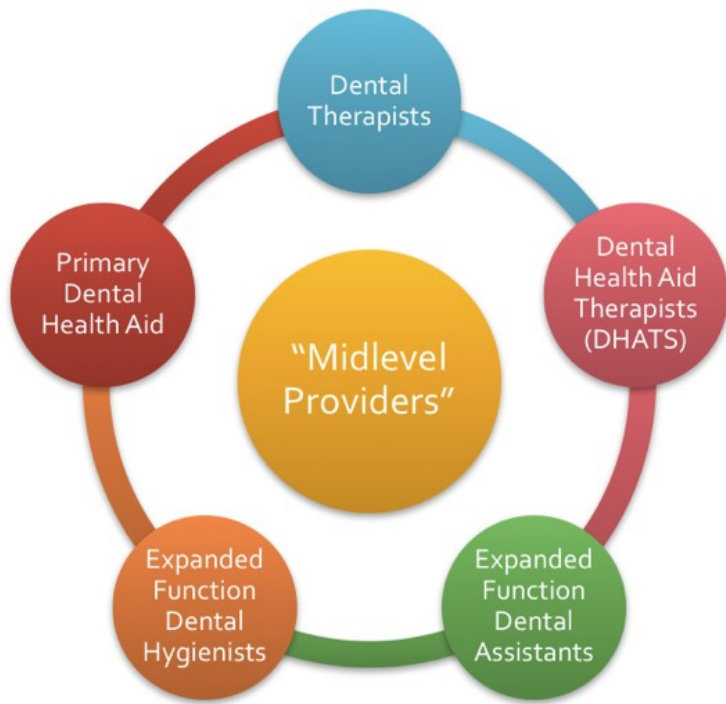 Dental
Therapists
Dental
Health Aid
Therapists
(DHATS)
Expanded
Function
Dental
Assistants
Expanded
Function
Dental
Hygienists
Primary
Dental
Health Aid
“Midlevel
Providers”